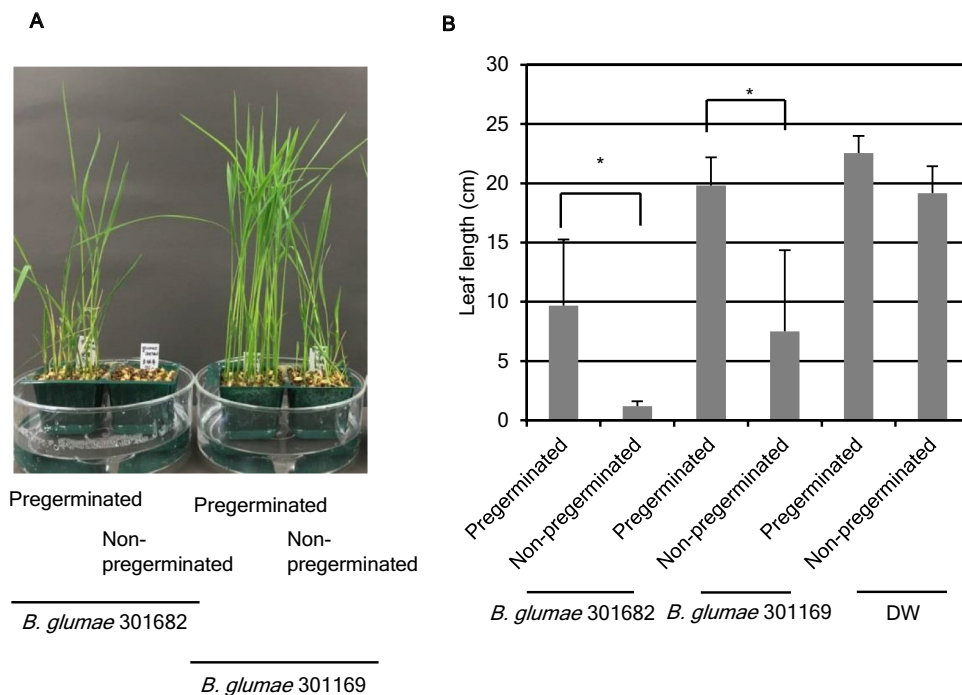 A
Pregerminated
Non-
pregerminated
Pregerminated
Non-
pregerminated
B. glumae 301682
B. glumae 301169
B
30
25
20
15
10
5
0
Leaf length (cm)
*
*
Pregerminated
Non-pregerminated
Pregerminated
Non-pregerminated
Pregerminated
Non-pregerminated
B. glumae 301682
B. glumae 301169
DW